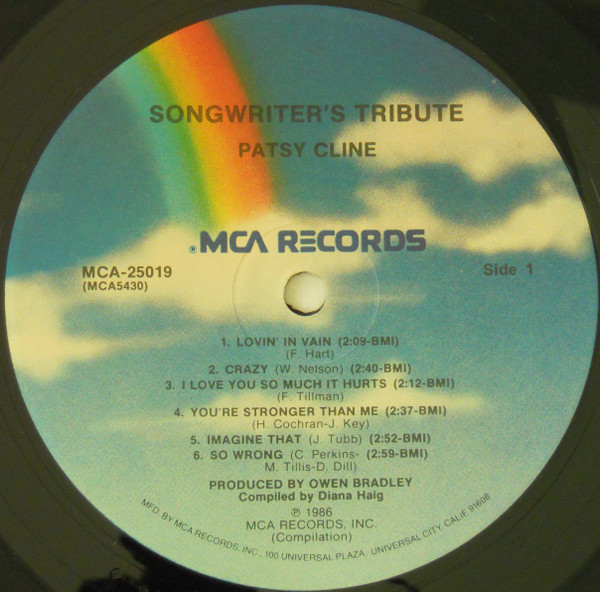 SONGWRITER'S TRIBUTE
PATSY CLINE
® MCA RECORDS
MCA-25019
(MCA5430)
Side 1
1. LOVIN' IN VAIN (2:09-BMI)
(F. Hart)
2. CRAZY (W. Nelson) (2:40-BMI)
3. I LOVE YOU SO MUCH IT HURTS (2:12-BMI)
(F. Tillman)
4. YOU'RE STRONGER THAN ME (2:37-BMI)
(H. Cochran-J. Key)
5. IMAGINE THAT (J. Tubb) (2:52-BMI)
6. SO WRONG (C. Perkins- (2:59-BMI)
M. Tillis-D. Dill)
PRODUCED BY OWEN BRADLEY
Compiled by Diana Haig
℗ 1986
MCA RECORDS, INC.
(Compilation)
MFD. BY MCA RECORDS, INC., 100 UNIVERSAL PLAZA, UNIVERSAL CITY, CALIF. 91608